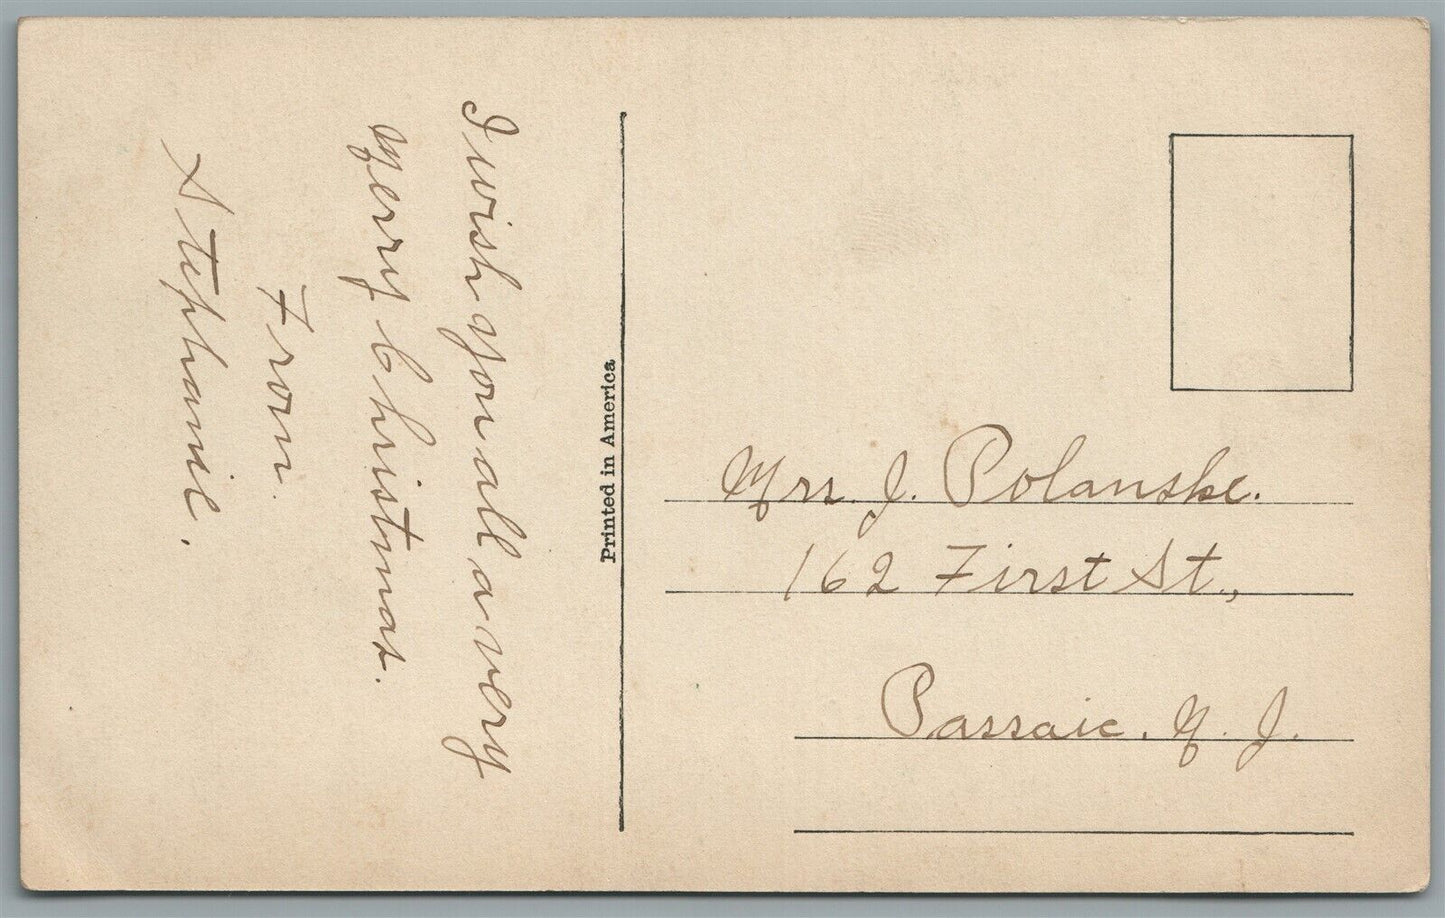 I wish you all a very
Merry Christmas.
From
Stephanie.
Printed in America
Mrs. J. Polanske.
162 First St.,
Passaic, N. J.